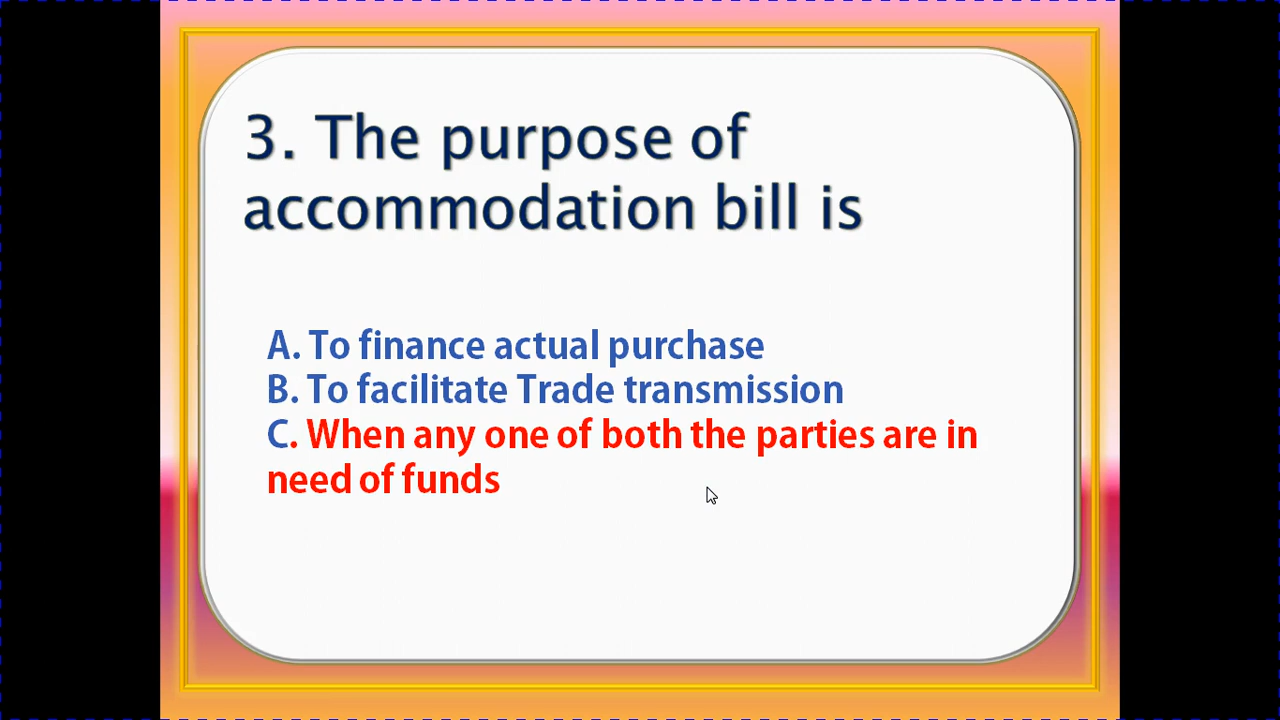 3. The purpose of
accommodation bill is
A. To finance actual purchase
B. To facilitate Trade transmission
C. When any one of both the parties are in
need of funds